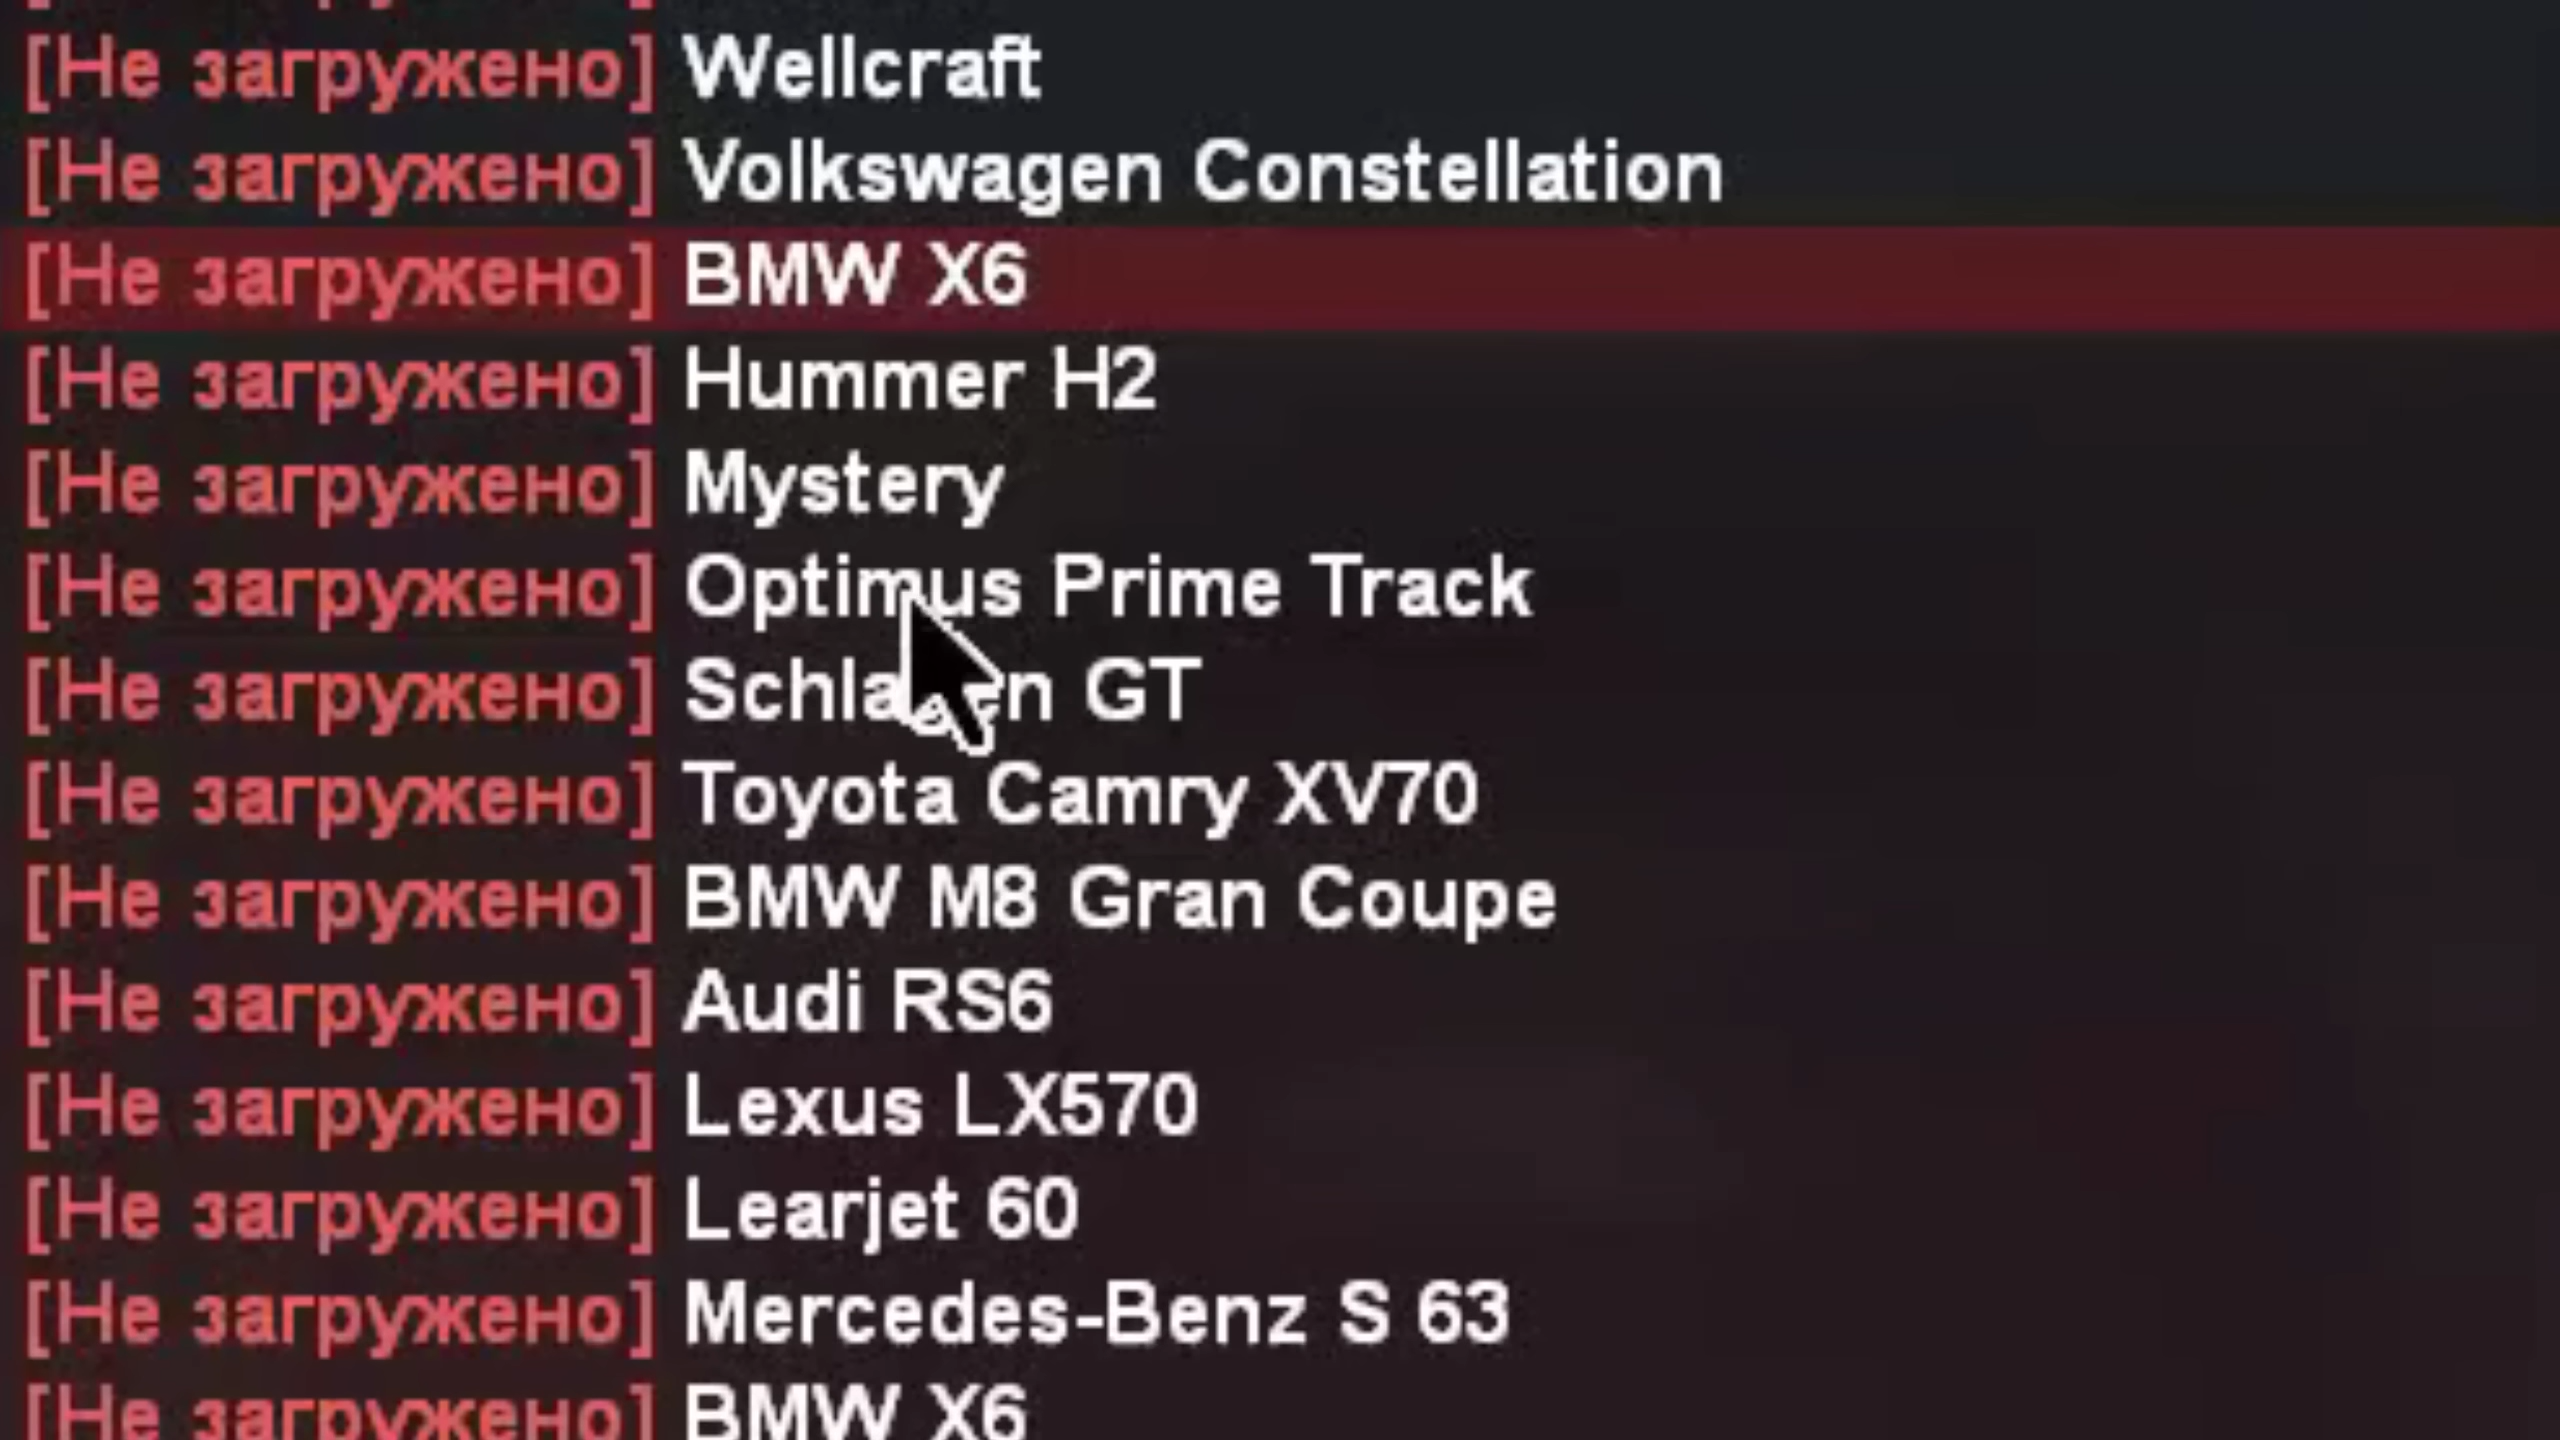 [Не загружено] Wellcraft
[Не загружено] Volkswagen Constellation
[Не загружено] BMW X6
[Не загружено] Hummer H2
[Не загружено] Mystery
[Не загружено] Optimus Prime Track
[Не загружено] Schlagen GT
[Не загружено] Toyota Camry XV70
[Не загружено] BMW M8 Gran Coupe
[Не загружено] Audi RS6
[Не загружено] Lexus LX570
[Не загружено] Learjet 60
[Не загружено] Mercedes-Benz S 63
[Не загружено] BMW X6